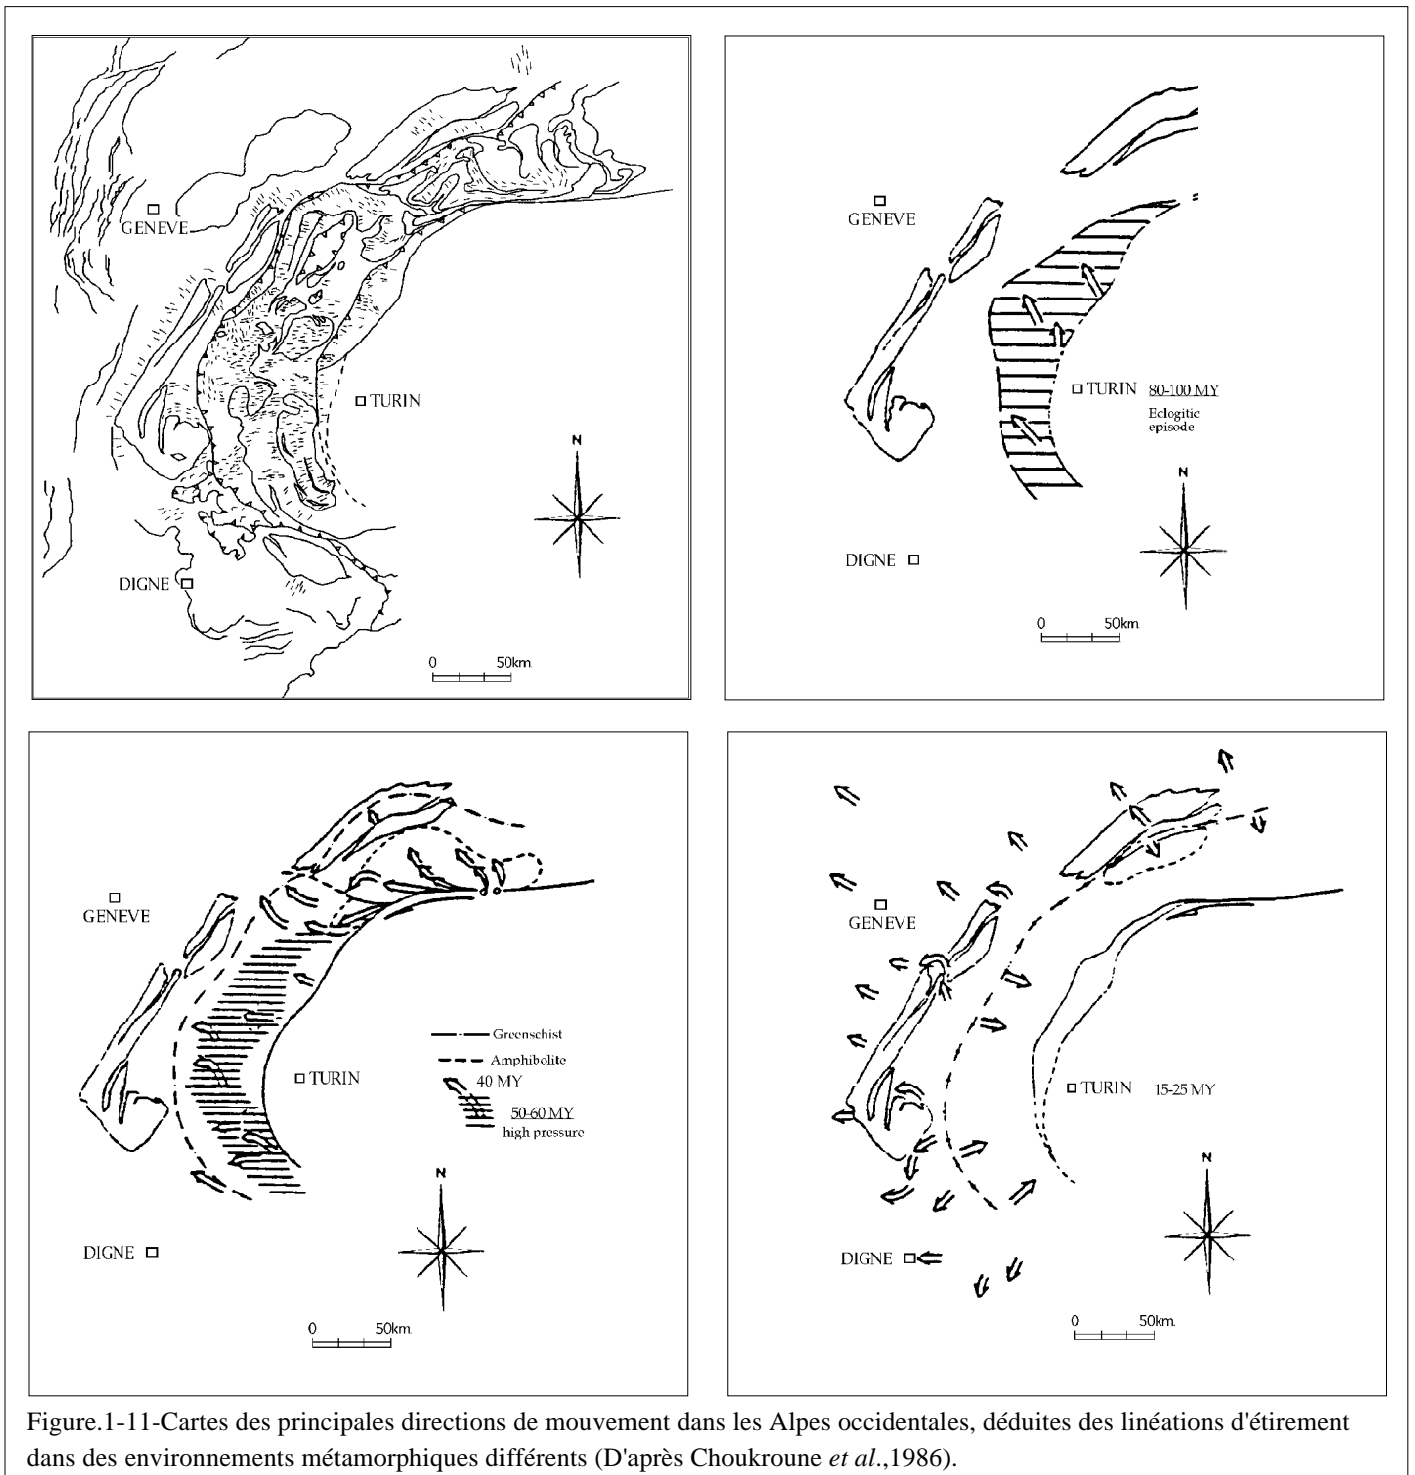 GENEVE
TURIN
N
DIGNE
0 50km
GENEVE
TURIN 80-100 MY
Eclogitic
episode
N
DIGNE
0 50km
GENEVE
Greenschist
Amphibolite
TURIN
40 MY
50-60 MY
high pressure
N
DIGNE
0 50km
GENEVE
TURIN 15-25 MY
N
DIGNE
0 50km
Figure.1-11-Cartes des principales directions de mouvement dans les Alpes occidentales, déduites des linéations d'étirement
dans des environnements métamorphiques différents (D'après Choukroune et al.,1986).